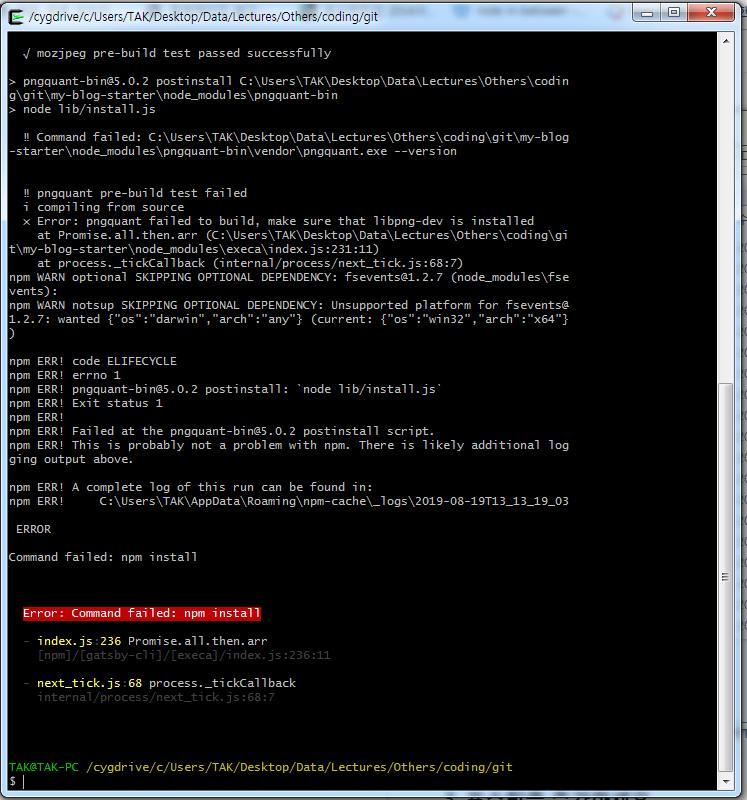 /cygdrive/c/Users/TAK/Desktop/Data/Lectures/Others/coding/git
√ mozjpeg pre-build test passed successfully
> pngquant-bin@5.0.2 postinstall C:\Users\TAK\Desktop\Data\Lectures\Others\codin
g\git\my-blog-starter\node_modules\pngquant-bin
> node lib/install.js
‼ Command failed: C:\Users\TAK\Desktop\Data\Lectures\Others\coding\git\my-blog
-starter\node_modules\pngquant-bin\vendor\pngquant.exe --version
‼ pngquant pre-build test failed
i compiling from source
× Error: pngquant failed to build, make sure that libpng-dev is installed
at Promise.all.then.arr (C:\Users\TAK\Desktop\Data\Lectures\Others\coding\gi
t\my-blog-starter\node_modules\execa\index.js:231:11)
at process._tickCallback (internal/process/next_tick.js:68:7)
npm WARN optional SKIPPING OPTIONAL DEPENDENCY: fsevents@1.2.7 (node_modules\fse
vents):
npm WARN notsup SKIPPING OPTIONAL DEPENDENCY: Unsupported platform for fsevents@
1.2.7: wanted {"os":"darwin","arch":"any"} (current: {"os":"win32","arch":"x64"}
)
npm ERR! code ELIFECYCLE
npm ERR! errno 1
npm ERR! pngquant-bin@5.0.2 postinstall: `node lib/install.js`
npm ERR! Exit status 1
npm ERR!
npm ERR! Failed at the pngquant-bin@5.0.2 postinstall script.
npm ERR! This is probably not a problem with npm. There is likely additional log
ging output above.
npm ERR! A complete log of this run can be found in:
npm ERR!     C:\Users\TAK\AppData\Roaming\npm-cache\_logs\2019-08-19T13_13_19_03
ERROR
Command failed: npm install
Error: Command failed: npm install
- index.js:236 Promise.all.then.arr
[npm]/[gatsby-cli]/[execa]/index.js:236:11
- next_tick.js:68 process._tickCallback
internal/process/next_tick.js:68:7
TAK@TAK-PC /cygdrive/c/Users/TAK/Desktop/Data/Lectures/Others/coding/git
$